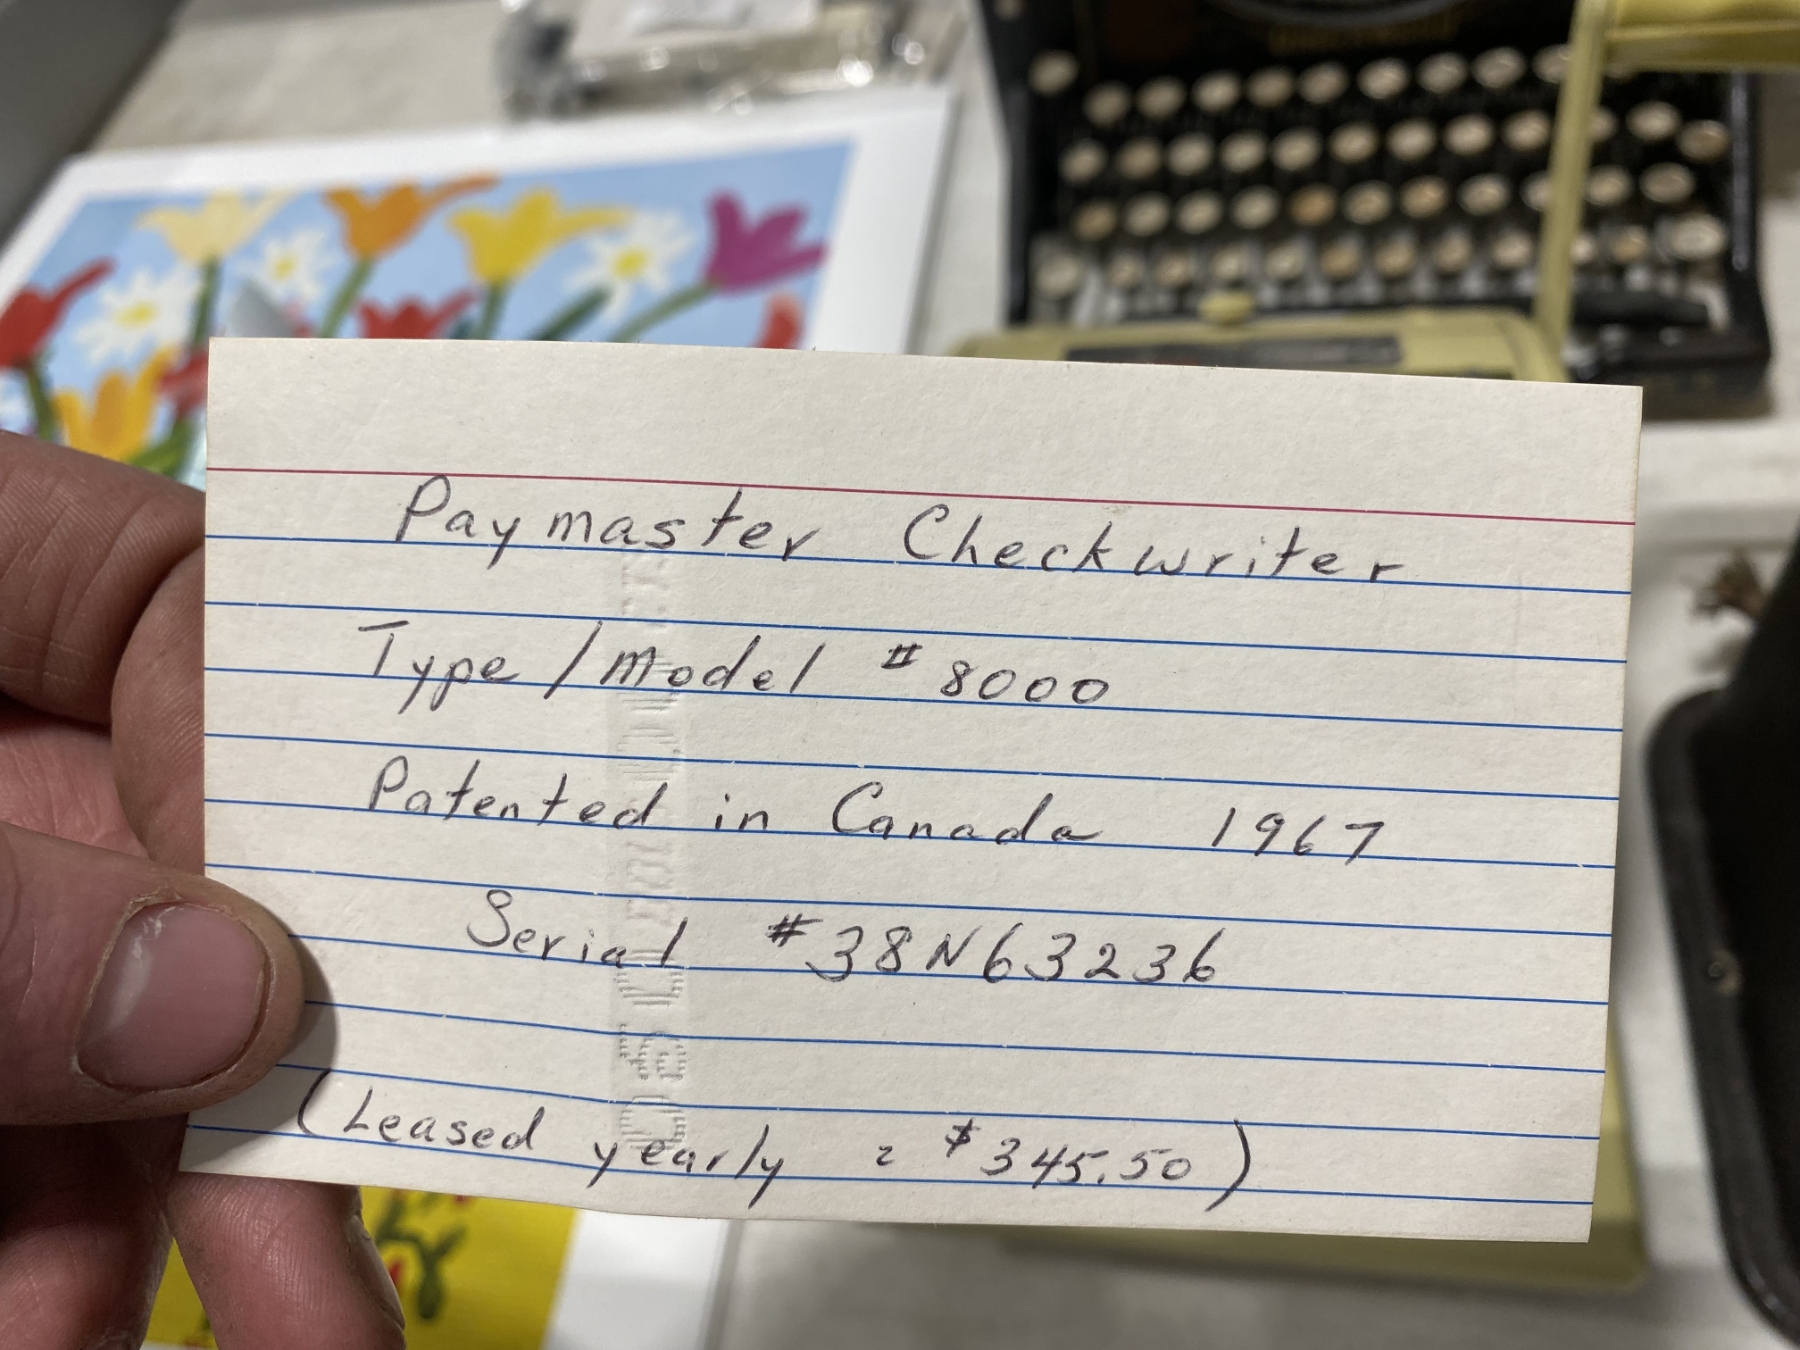 Paymaster Checkwriter
Type/Model # 8000
Patented in Canada 1967
Serial #38N63236
(Leased yearly = $345.50)